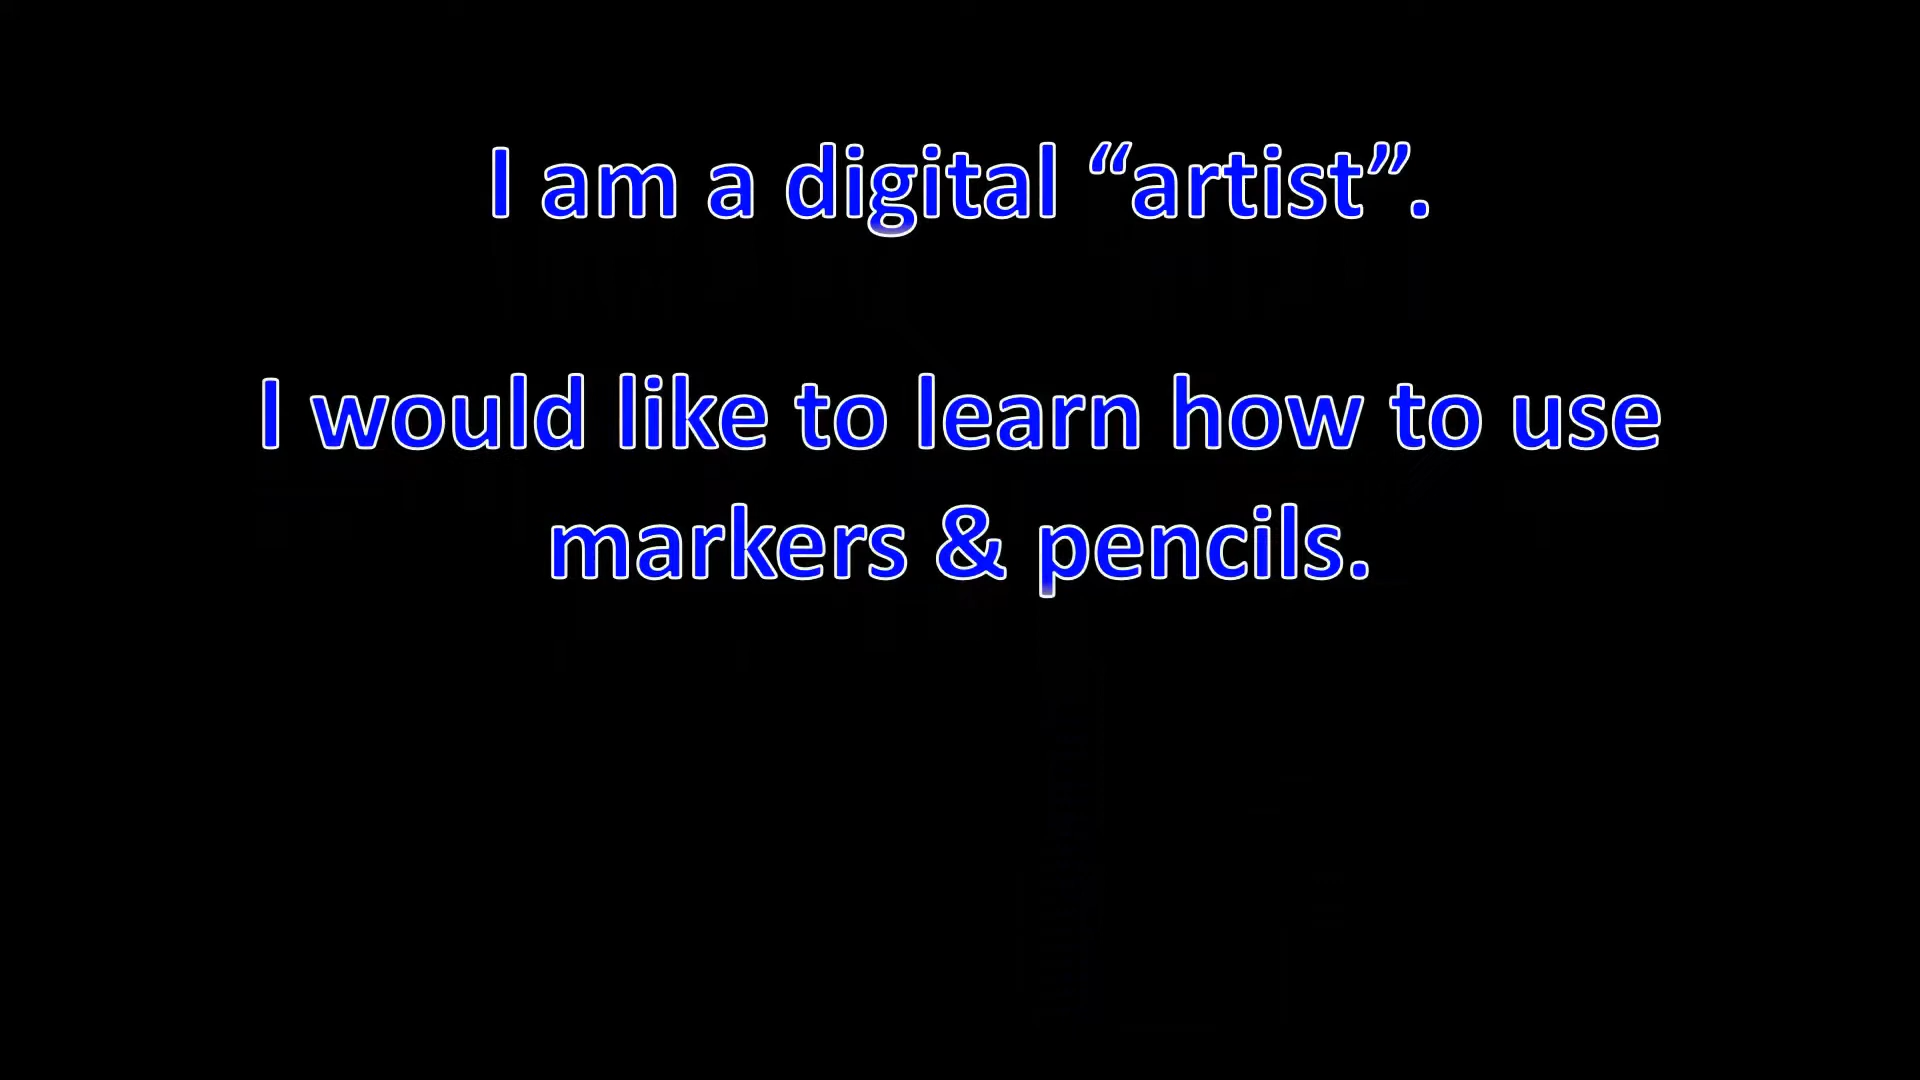 I am a digital “artist”.
I would like to learn how to use
markers & pencils.